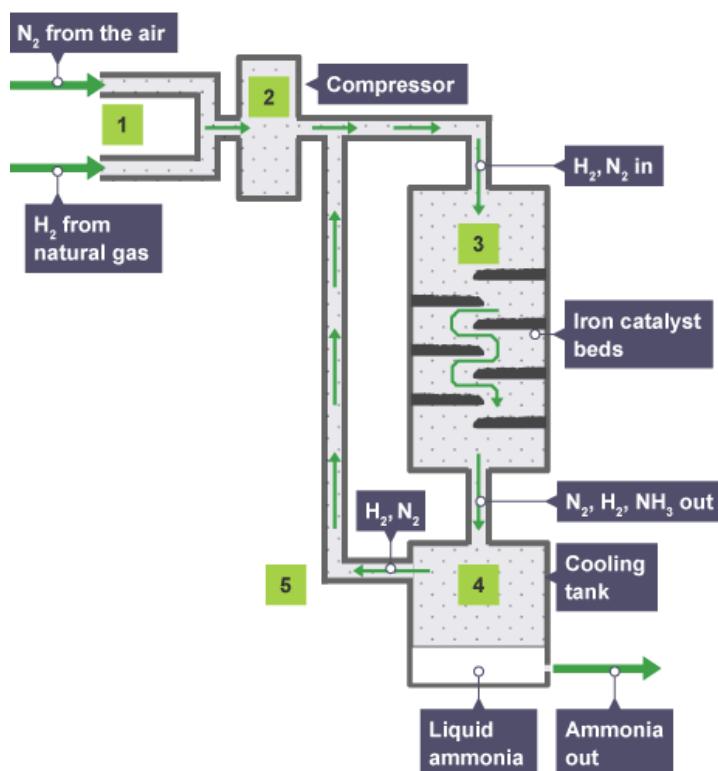 N₂ from the air
1
2
Compressor
H₂ from
natural gas
H₂, N₂ in
3
Iron catalyst
beds
N₂, H₂, NH₃ out
H₂, N₂
5
4
Cooling
tank
Liquid
ammonia
Ammonia
out